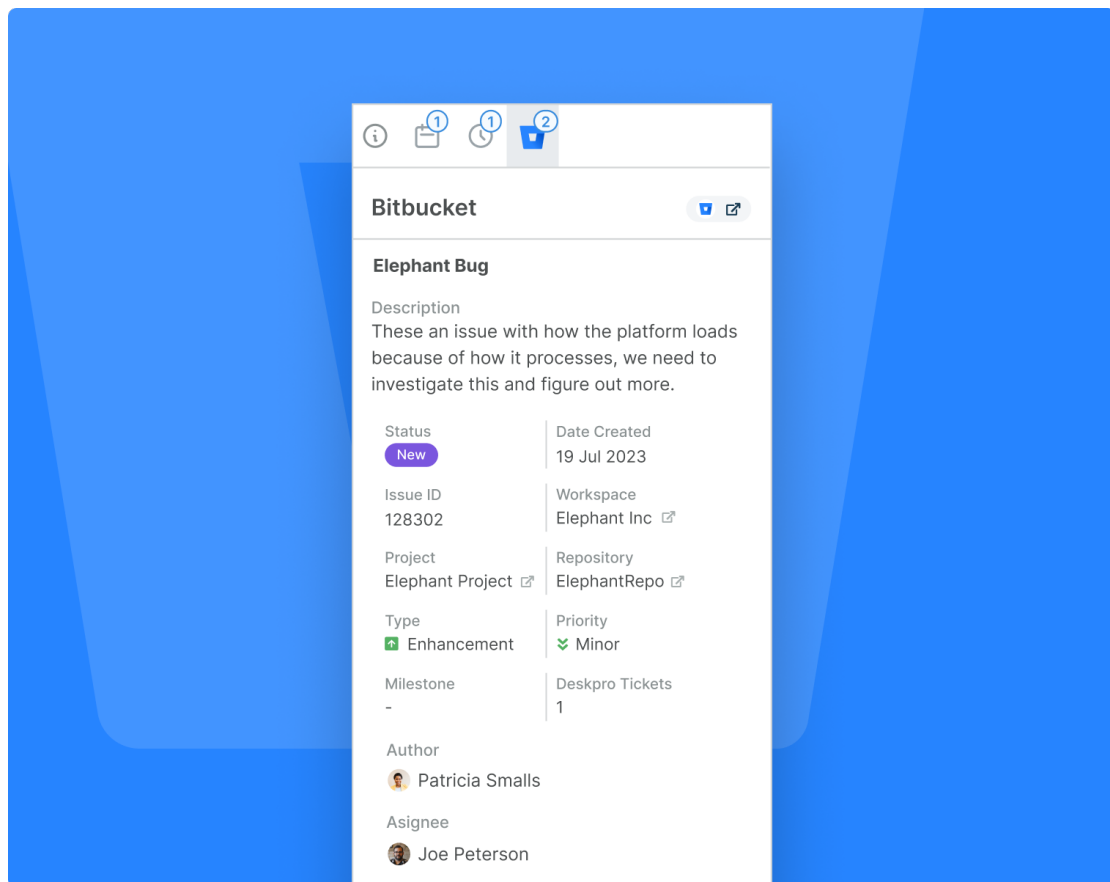 1
1
2
Bitbucket
Elephant Bug
Description
These an issue with how the platform loads
because of how it processes, we need to
investigate this and figure out more.
Status
New
Date Created
19 Jul 2023
Issue ID
128302
Workspace
Elephant Inc
Project
Elephant Project
Repository
ElephantRepo
Type
Enhancement
Priority
Minor
Milestone
-
Deskpro Tickets
1
Author
Patricia Smalls
Asignee
Joe Peterson